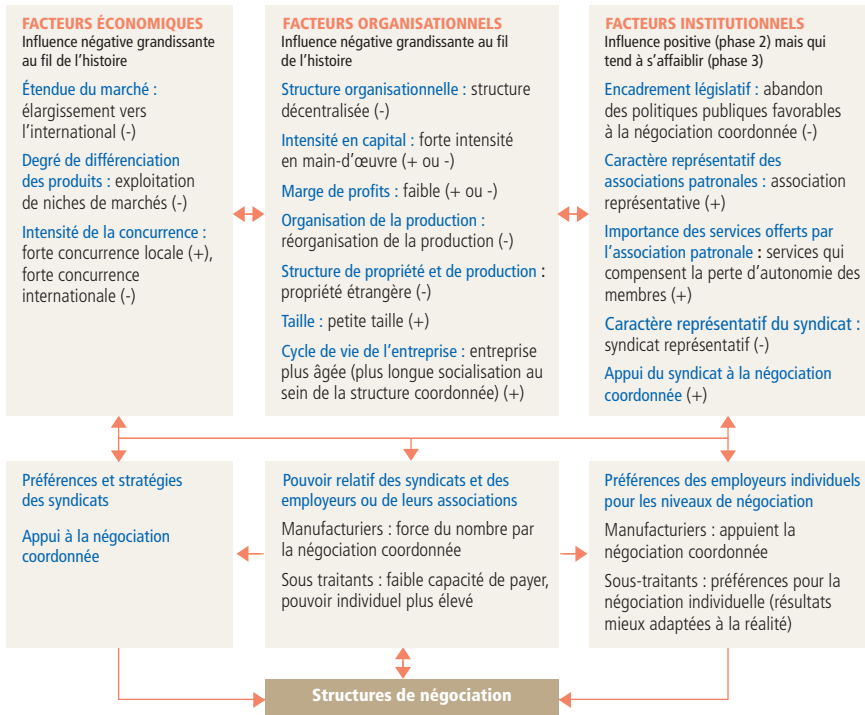 FACTEURS ÉCONOMIQUES
Influence négative grandissante
au fil de l'histoire
Étendue du marché :
élargissement vers
l'international (-)
Degré de différenciation
des produits : exploitation
de niches de marchés (-)
Intensité de la concurrence :
forte concurrence locale (+),
forte concurrence
internationale (-)
FACTEURS ORGANISATIONNELS
Influence négative grandissante au fil
de l'histoire
Structure organisationnelle : structure
décentralisée (-)
Intensité en capital : forte intensité
en main-d'œuvre (+ ou -)
Marge de profits : faible (+ ou -)
Organisation de la production :
réorganisation de la production (-)
Structure de propriété et de production :
propriété étrangère (-)
Taille : petite taille (+)
Cycle de vie de l'entreprise : entreprise
plus âgée (plus longue socialisation au
sein de la structure coordonnée) (+)
FACTEURS INSTITUTIONNELS
Influence positive (phase 2) mais qui
tend à s'affaiblir (phase 3)
Encadrement législatif : abandon
des politiques publiques favorables
à la négociation coordonnée (-)
Caractère représentatif des
associations patronales : association
représentative (+)
Importance des services offerts par
l'association patronale : services qui
compensent la perte d'autonomie des
membres (+)
Caractère représentatif du syndicat :
syndicat représentatif (-)
Appui du syndicat à la négociation
coordonnée (+)
Préférences et stratégies
des syndicats
Appui à la négociation
coordonnée
Pouvoir relatif des syndicats et des
employeurs ou de leurs associations
Manufacturiers : force du nombre par
la négociation coordonnée
Sous traitants : faible capacité de payer,
pouvoir individuel plus élevé
Préférences des employeurs individuels
pour les niveaux de négociation
Manufacturiers : appuient la
négociation coordonnée
Sous-traitants : préférences pour la
négociation individuelle (résultats
mieux adaptées à la réalité)
Structures de négociation